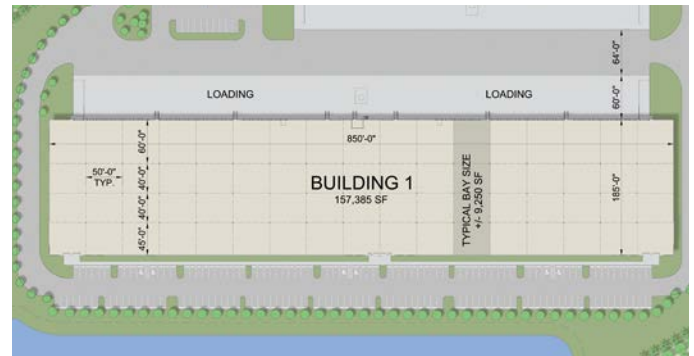 64'-0"
LOADING
LOADING
60'-0"
850'-0"
60'-0"
50'-0"
TYP.
40'-0"
40'-0"
45'-0"
BUILDING 1
157,385 SF
TYPICAL BAY SIZE
+/- 9,250 SF
185'-0"